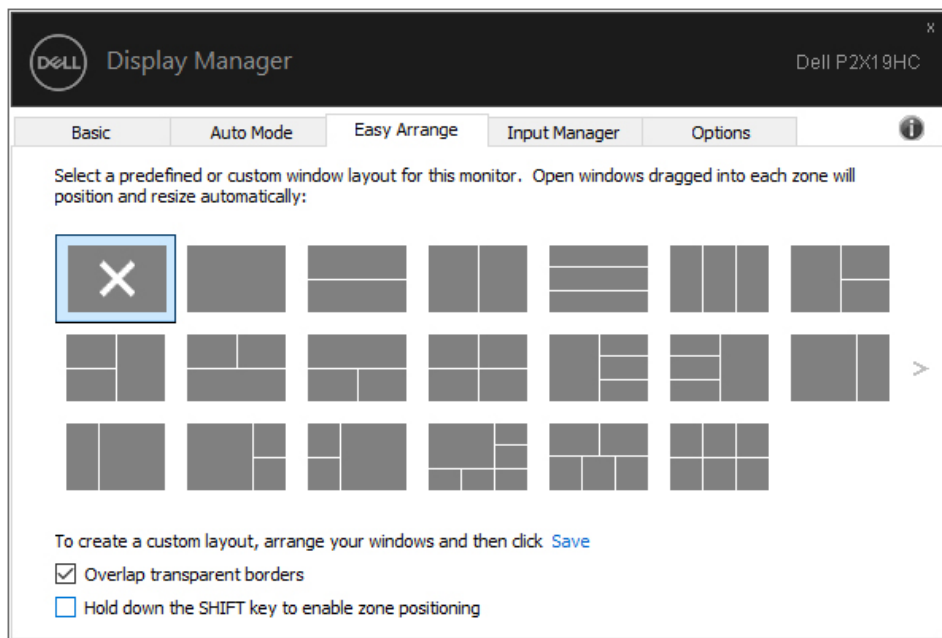 x
DELL
Display Manager
Dell P2X19HC
Basic
Auto Mode
Easy Arrange
Input Manager
Options
Select a predefined or custom window layout for this monitor.  Open windows dragged into each zone will
position and resize automatically:
>
To create a custom layout, arrange your windows and then click  Save
Overlap transparent borders
Hold down the SHIFT key to enable zone positioning